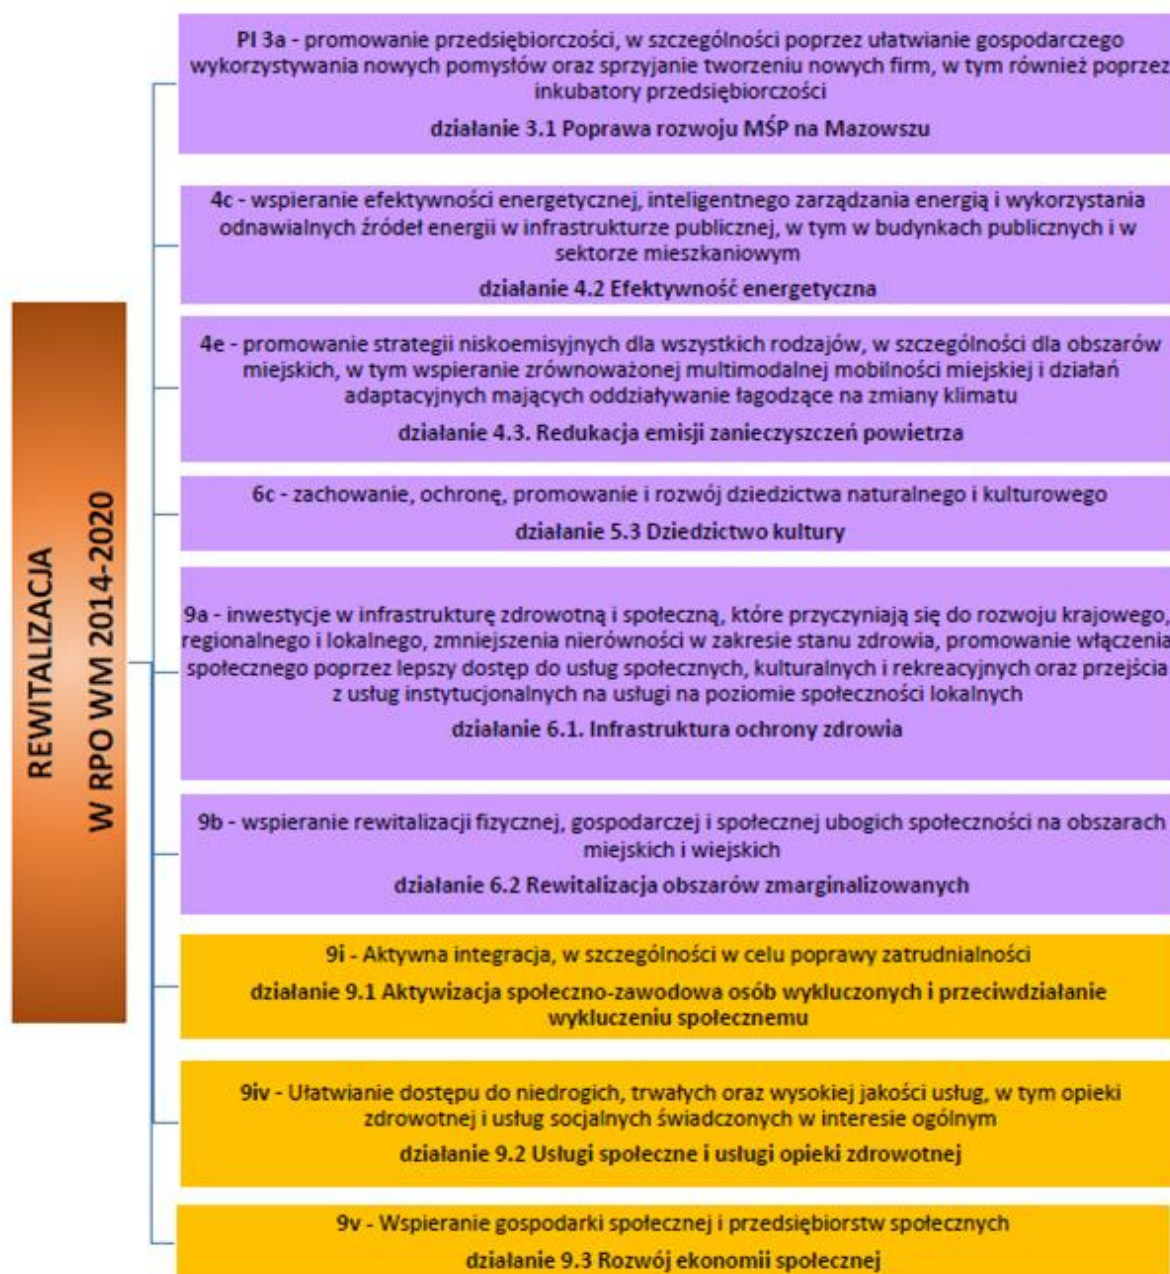 REWITALIZACJA
W RPO WM 2014-2020
PI 3a - promowanie przedsiębiorczości, w szczególności poprzez ułatwianie gospodarczego
wykorzystywania nowych pomysłów oraz sprzyjanie tworzeniu nowych firm, w tym również poprzez
inkubatory przedsiębiorczości
działanie 3.1 Poprawa rozwoju MŚP na Mazowszu
4c - wspieranie efektywności energetycznej, inteligentnego zarządzania energią i wykorzystania
odnawialnych źródeł energii w infrastrukturze publicznej, w tym w budynkach publicznych i w
sektorze mieszkaniowym
działanie 4.2 Efektywność energetyczna
4e - promowanie strategii niskoemisyjnych dla wszystkich rodzajów, w szczególności dla obszarów
miejskich, w tym wspieranie zrównoważonej multimodalnej mobilności miejskiej i działań
adaptacyjnych mających oddziaływanie łagodzące na zmiany klimatu
działanie 4.3. Redukacja emisji zanieczyszczeń powietrza
6c - zachowanie, ochronę, promowanie i rozwój dziedzictwa naturalnego i kulturowego
działanie 5.3 Dziedzictwo kultury
9a - inwestycje w infrastrukturę zdrowotną i społeczną, które przyczyniają się do rozwoju krajowego,
regionalnego i lokalnego, zmniejszenia nierówności w zakresie stanu zdrowia, promowanie włączenia
społecznego poprzez lepszy dostęp do usług społecznych, kulturalnych i rekreacyjnych oraz przejścia
z usług instytucjonalnych na usługi na poziomie społeczności lokalnych
działanie 6.1. Infrastruktura ochrony zdrowia
9b - wspieranie rewitalizacji fizycznej, gospodarczej i społecznej ubogich społeczności na obszarach
miejskich i wiejskich
działanie 6.2 Rewitalizacja obszarów zmarginalizowanych
9i - Aktywna integracja, w szczególności w celu poprawy zatrudnialności
działanie 9.1 Aktywizacja społeczno-zawodowa osób wykluczonych i przeciwdziałanie
wykluczeniu społecznemu
9iv - Ułatwianie dostępu do niedrogich, trwałych oraz wysokiej jakości usług, w tym opieki
zdrowotnej i usług socjalnych świadczonych w interesie ogólnym
działanie 9.2 Usługi społeczne i usługi opieki zdrowotnej
9v - Wspieranie gospodarki społecznej i przedsiębiorstw społecznych
działanie 9.3 Rozwój ekonomii społecznej